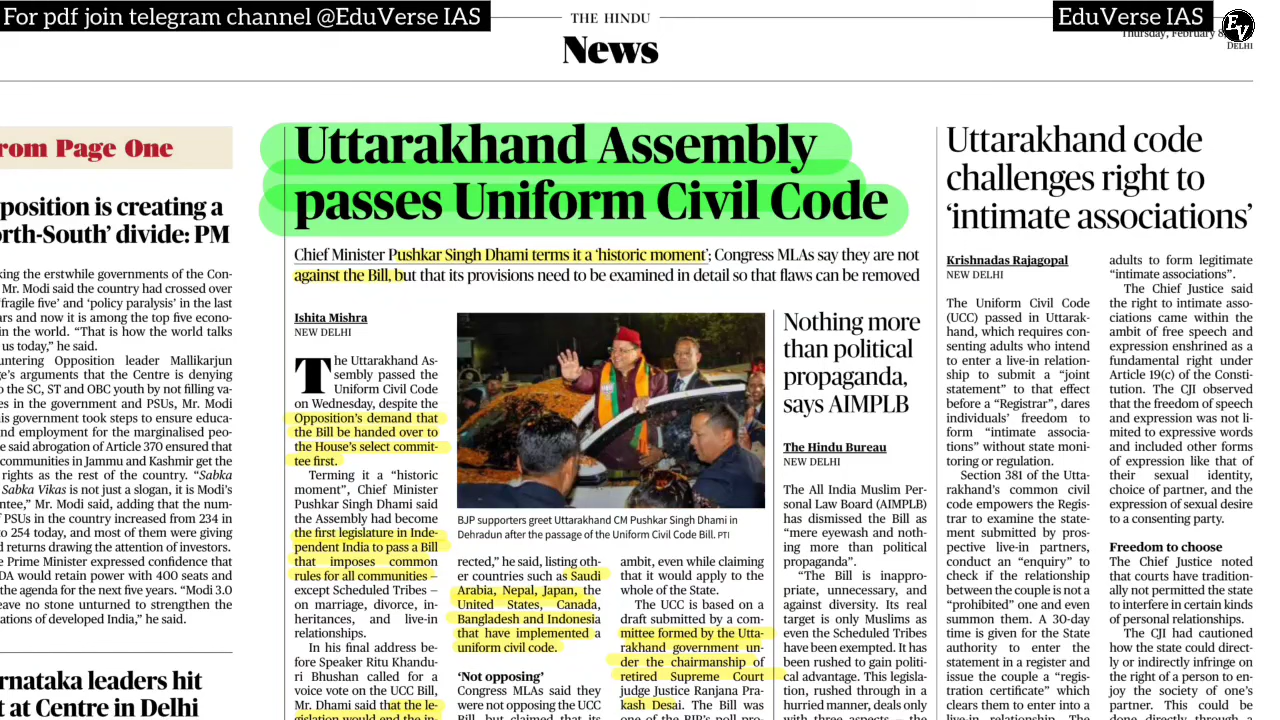 For pdf join telegram channel @EduVerse IAS
THE HINDU
EduVerse IAS
EV
Thursday, February 8,
DELHI
News
rom Page One
position is creating a
orth-South’ divide: PM
king the erstwhile governments of the Con-
Mr. Modi said the country had crossed over
‘fragile five’ and ‘policy paralysis’ in the last
ars and now it is among the top five econo-
in the world. “That is how the world talks
us today,” he said.
untering Opposition leader Mallikarjun
ge’s arguments that the Centre is denying
o the SC, ST and OBC youth by not filling va-
es in the government and PSUs, Mr. Modi
is government took steps to ensure educa-
and employment for the marginalised peo-
e said abrogation of Article 370 ensured that
communities in Jammu and Kashmir get the
rights as the rest of the country. “Sabka
Sabka Vikas is not just a slogan, it is Modi’s
ntee,” Mr. Modi said, adding that the num-
f PSUs in the country increased from 234 in
o 254 today, and most of them were giving
d returns drawing the attention of investors.
e Prime Minister expressed confidence that
DA would retain power with 400 seats and
the agenda for the next five years. “Modi 3.0
eave no stone unturned to strengthen the
ations of developed India,” he said.
rnataka leaders hit
t at Centre in Delhi
Uttarakhand Assembly
passes Uniform Civil Code
Chief Minister Pushkar Singh Dhami terms it a ‘historic moment’; Congress MLAs say they are not
against the Bill, but that its provisions need to be examined in detail so that flaws can be removed
Ishita Mishra
NEW DELHI
The Uttarakhand As-
sembly passed the
Uniform Civil Code
on Wednesday, despite the
Opposition’s demand that
the Bill be handed over to
the House’s select commit-
tee first.
Terming it a “historic
moment”, Chief Minister
Pushkar Singh Dhami said
the Assembly had become
the first legislature in Inde-
pendent India to pass a Bill
that imposes common
rules for all communities –
except Scheduled Tribes –
on marriage, divorce, in-
heritances, and live-in
relationships.
In his final address be-
fore Speaker Ritu Khandu-
ri Bhushan called for a
voice vote on the UCC Bill,
Mr. Dhami said that the le-
gislation would end the in-
BJP supporters greet Uttarakhand CM Pushkar Singh Dhami in
Dehradun after the passage of the Uniform Civil Code Bill. PTI
rected,” he said, listing oth-
er countries such as Saudi
Arabia, Nepal, Japan, the
United States, Canada,
Bangladesh and Indonesia
that have implemented a
uniform civil code.
‘Not opposing’
Congress MLAs said they
were not opposing the UCC
Bill, but claimed that its
ambit, even while claiming
that it would apply to the
whole of the State.
The UCC is based on a
draft submitted by a com-
mittee formed by the Utta-
rakhand government un-
der the chairmanship of
retired Supreme Court
judge Justice Ranjana Pra-
kash Desai. The Bill was
one of the BJP’s poll pro-
Nothing more
than political
propaganda,
says AIMPLB
The Hindu Bureau
NEW DELHI
The All India Muslim Per-
sonal Law Board (AIMPLB)
has dismissed the Bill as
“mere eyewash and noth-
ing more than political
propaganda”.
“The Bill is inappro-
priate, unnecessary, and
against diversity. Its real
target is only Muslims as
even the Scheduled Tribes
have been exempted. It has
been rushed to gain politi-
cal advantage. This legisla-
tion, rushed through in a
hurried manner, deals only
with three aspects – the
Uttarakhand code
challenges right to
‘intimate associations’
Krishnadas Rajagopal
NEW DELHI
The Uniform Civil Code
(UCC) passed in Uttarak-
hand, which requires con-
senting adults who intend
to enter a live-in relation-
ship to submit a “joint
statement” to that effect
before a “Registrar”, dares
individuals’ freedom to
form “intimate associa-
tions” without state moni-
toring or regulation.
Section 381 of the Utta-
rakhand’s common civil
code empowers the Regis-
trar to examine the state-
ment submitted by pros-
pective live-in partners,
conduct an “enquiry” to
check if the relationship
between the couple is not a
“prohibited” one and even
summon them. A 30-day
time is given for the State
authority to enter the
statement in a register and
issue the couple a “regis-
tration certificate” which
clears them to enter into a
live-in relationship. The
adults to form legitimate
“intimate associations”.
The Chief Justice said
the right to intimate asso-
ciations came within the
ambit of free speech and
expression enshrined as a
fundamental right under
Article 19(c) of the Consti-
tution. The CJI observed
that the freedom of speech
and expression was not li-
mited to expressive words
and included other forms
of expression like that of
their sexual identity,
choice of partner, and the
expression of sexual desire
to a consenting party.
Freedom to choose
The Chief Justice noted
that courts have tradition-
ally not permitted the state
to interfere in certain kinds
of personal relationships.
The CJI had cautioned
how the state could direct-
ly or indirectly infringe on
the right of a person to en-
joy the society of one’s
partner. This could be
done directly through a